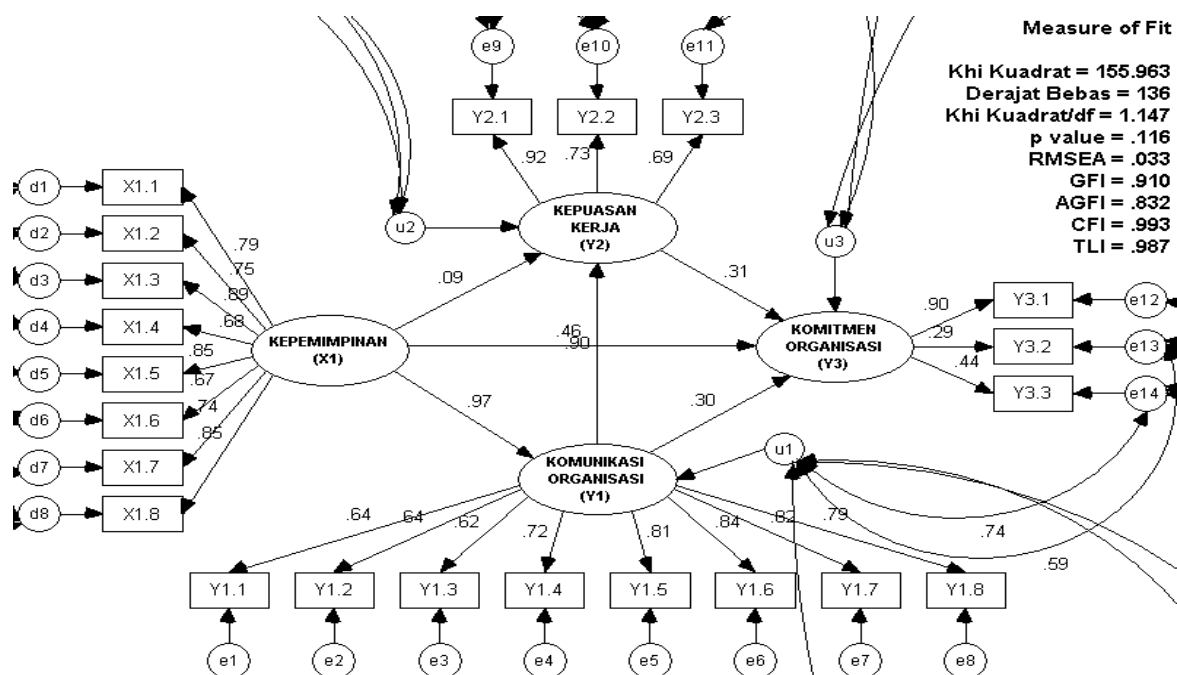 Measure of Fit
Khi Kuadrat = 155.963
Derajat Bebas = 136
Khi Kuadrat/df = 1.147
p value = .116
RMSEA = .033
GFI = .910
AGFI = .832
CFI = .993
TLI = .987
e9
e10
e11
Y2.1
Y2.2
Y2.3
.92
.73
.69
KEPUASAN
KERJA
(Y2)
u2
u3
d1
X1.1
d2
X1.2
d3
X1.3
d4
X1.4
d5
X1.5
d6
X1.6
d7
X1.7
d8
X1.8
.79
.75
.89
.68
.85
.67
.74
.85
KEPEMIMPINAN
(X1)
.09
.31
.46
.90
.97
.30
KOMITMEN
ORGANISASI
(Y3)
.90
.29
.44
Y3.1
e12
Y3.2
e13
Y3.3
e14
KOMUNIKASI
ORGANISASI
(Y1)
u1
.64
.64
.62
.72
.81
.84
.82
.79
.74
.59
Y1.1
Y1.2
Y1.3
Y1.4
Y1.5
Y1.6
Y1.7
Y1.8
e1
e2
e3
e4
e5
e6
e7
e8